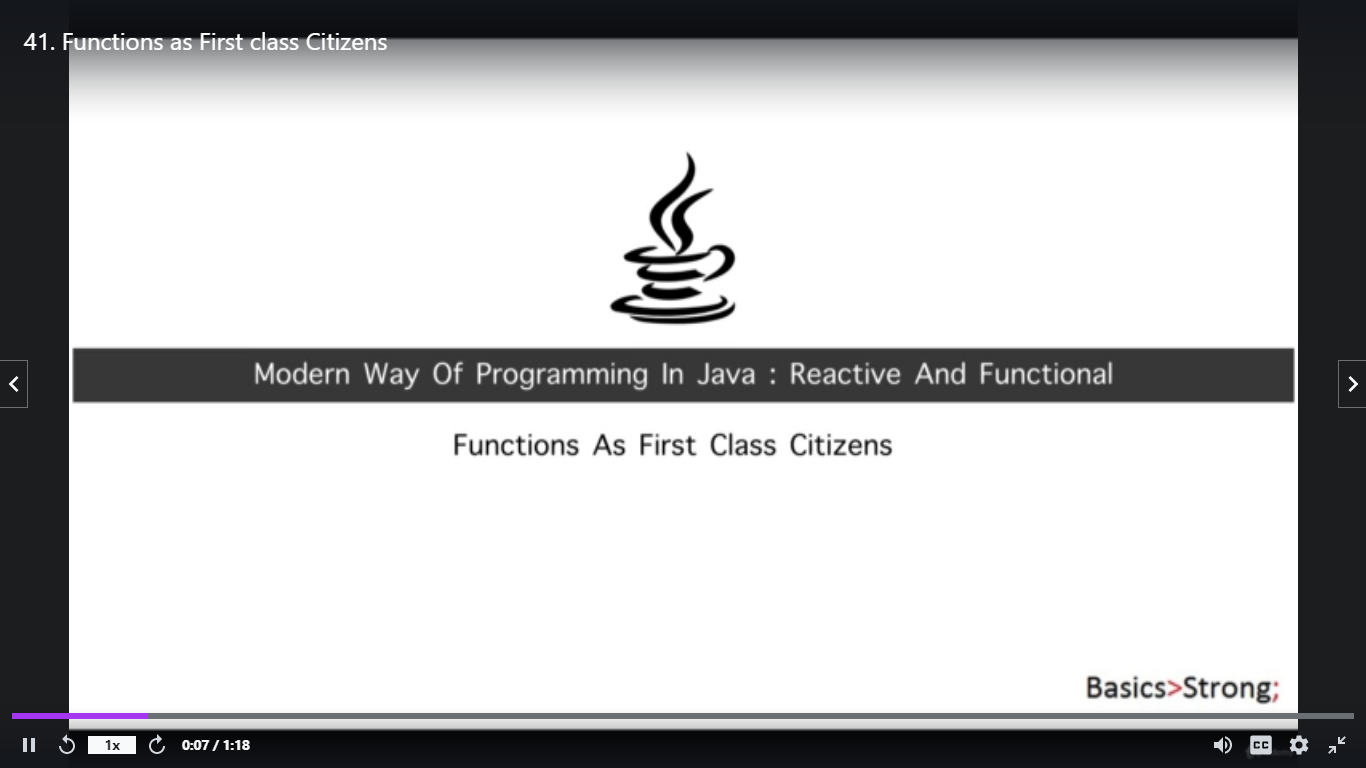 41. Functions as First class Citizens
Modern Way Of Programming In Java : Reactive And Functional
Functions As First Class Citizens
Basics>Strong;
1x
0:07 / 1:18
CC